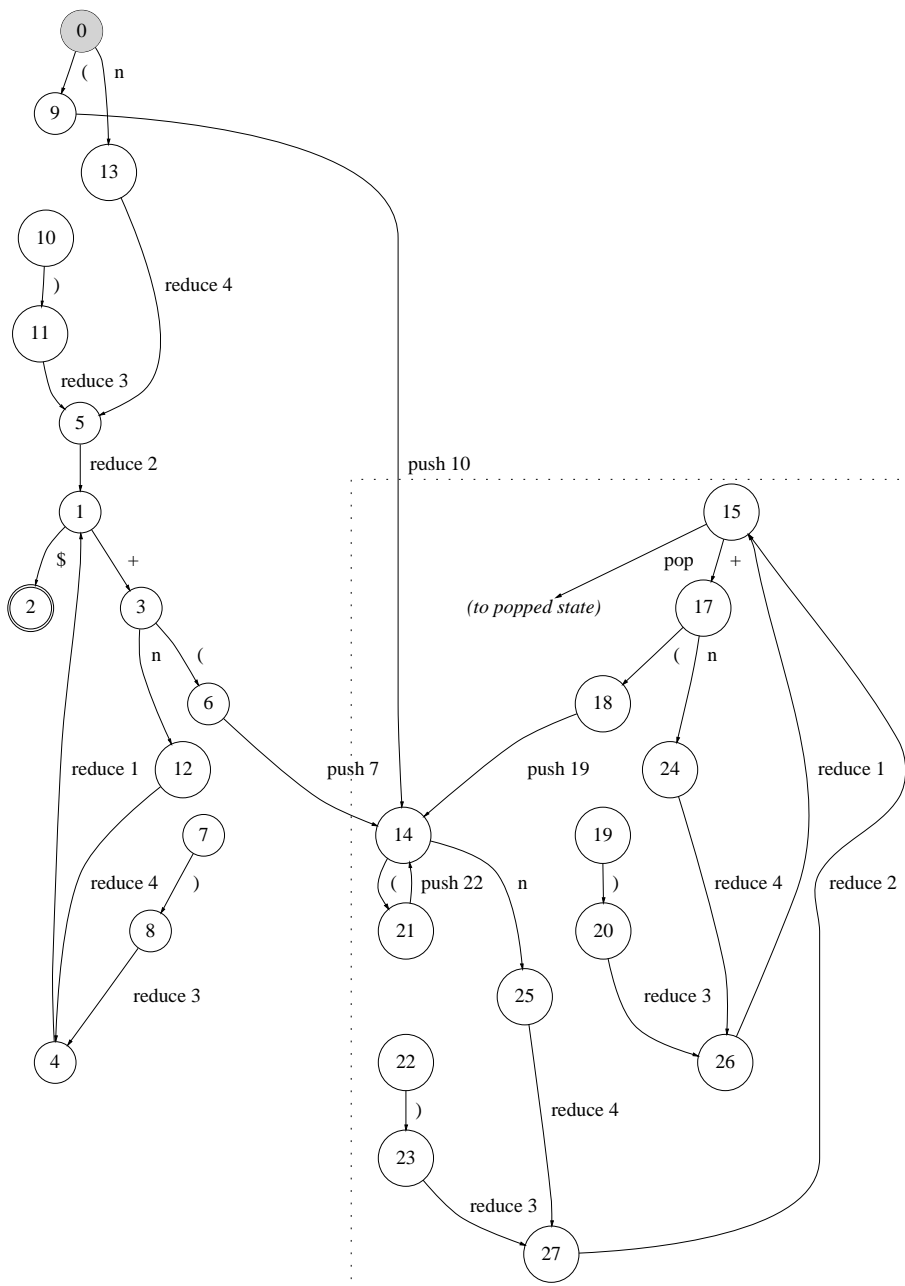 0
( n
9
13
10
reduce 4
)
11
reduce 3
5
reduce 2
push 10
1
15
$ +
pop +
2
3
(to popped state)
17
n (
( n
6
18
reduce 1
12
push 7
push 19
24
reduce 1
7
14
19
reduce 4
)
( push 22
n
)
reduce 4
reduce 2
8
21
20
reduce 3
25
reduce 3
4
22
26
)
reduce 4
23
reduce 3
27